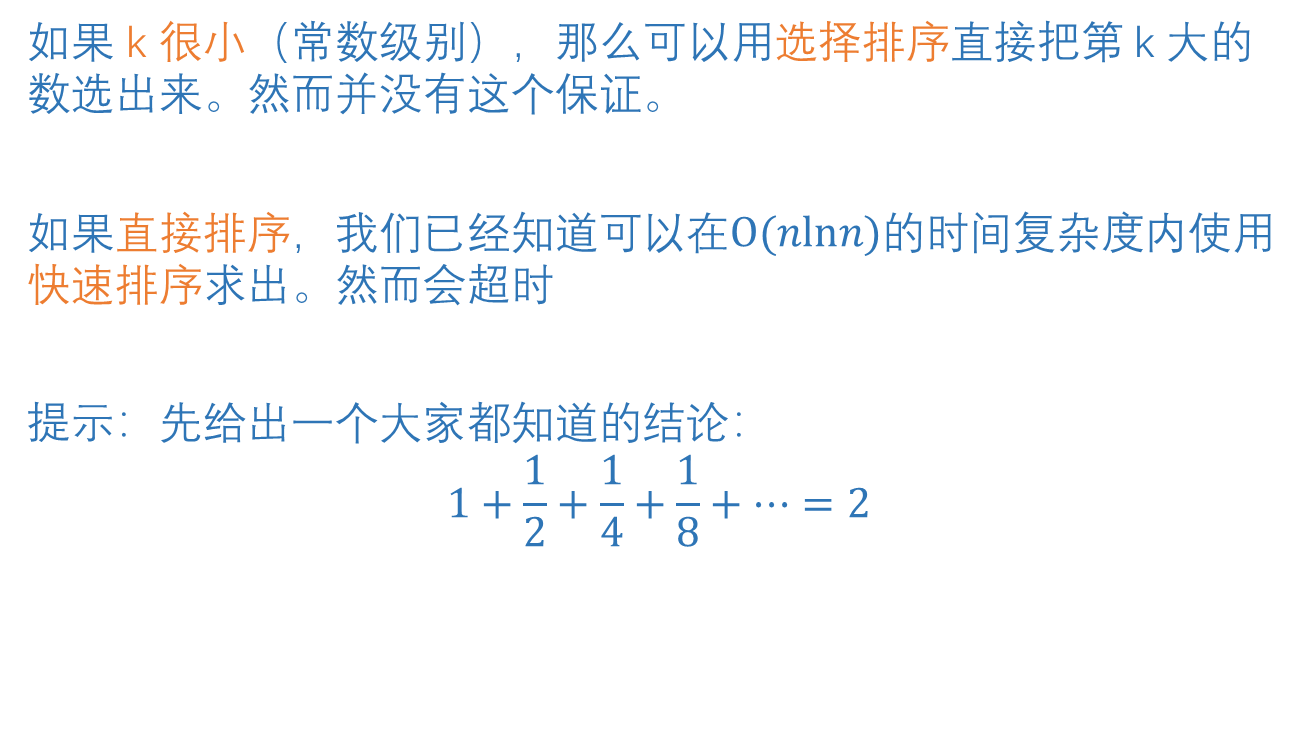 如果 k 很小（常数级别），那么可以用选择排序直接把第 k 大的
数选出来。然而并没有这个保证。
如果直接排序，我们已经知道可以在O(nlnn)的时间复杂度内使用
快速排序求出。然而会超时
提示：先给出一个大家都知道的结论：
1 + 1/2 + 1/4 + 1/8 + ⋯ = 2